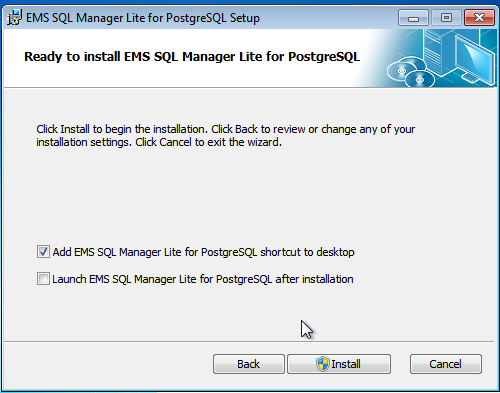 EMS SQL Manager Lite for PostgreSQL Setup
Ready to install EMS SQL Manager Lite for PostgreSQL
Click Install to begin the installation. Click Back to review or change any of your
installation settings. Click Cancel to exit the wizard.
Add EMS SQL Manager Lite for PostgreSQL shortcut to desktop
Launch EMS SQL Manager Lite for PostgreSQL after installation
Back
Install
Cancel